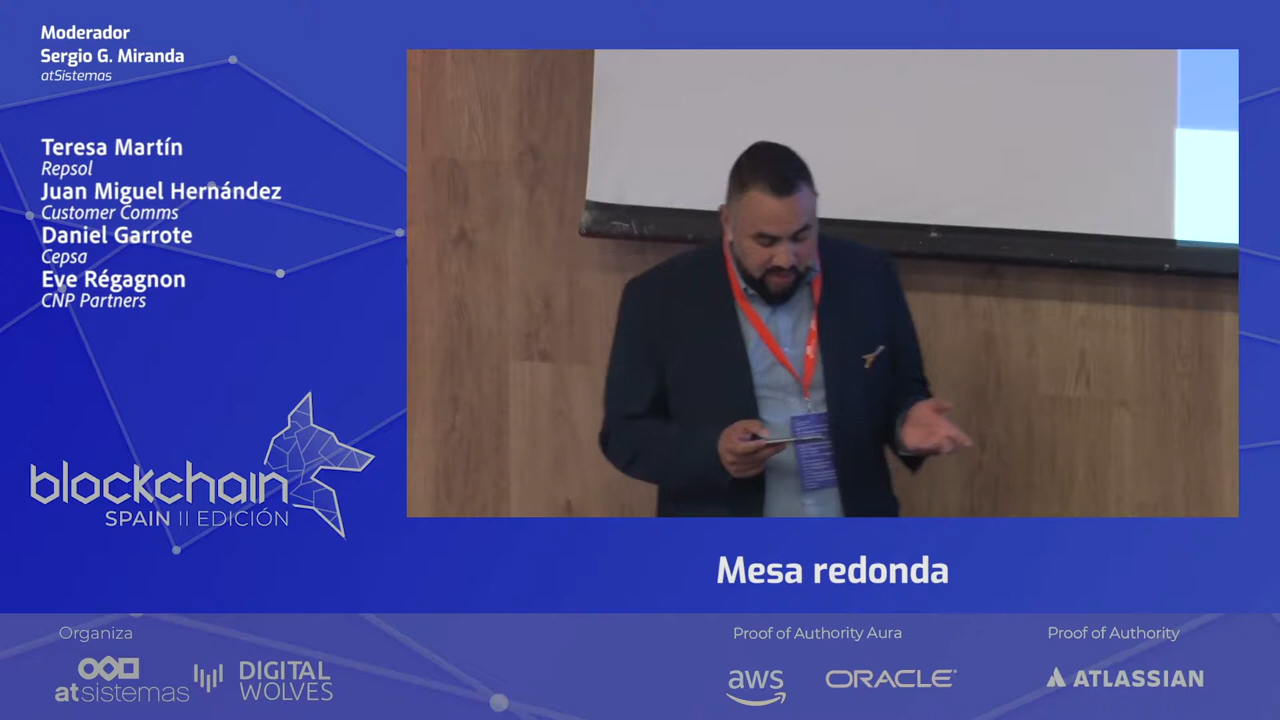 Moderador
Sergio G. Miranda
atSistemas
Teresa Martín
Repsol
Juan Miguel Hernández
Customer Comms
Daniel Garrote
Cepsa
Eve Régagnon
CNP Partners
blockchain
SPAIN II EDICIÓN
Mesa redonda
Organiza
atsistemas
DIGITAL
WOLVES
Proof of Authority Aura
aws
ORACLE
Proof of Authority
ATLASSIAN